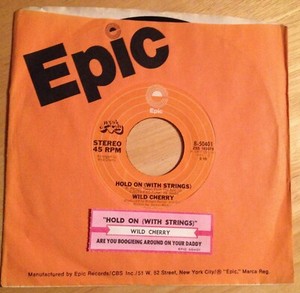 Epic
Epic
STEREO
45 RPM
8-50401
HOLD ON (WITH STRINGS)
WILD CHERRY
"HOLD ON (WITH STRINGS)"
WILD CHERRY
ARE YOU BOOGIEING AROUND ON YOUR DADDY
Manufactured by Epic Records/CBS Inc./51 W. 52 Street, New York City/® "Epic," Marca Reg.